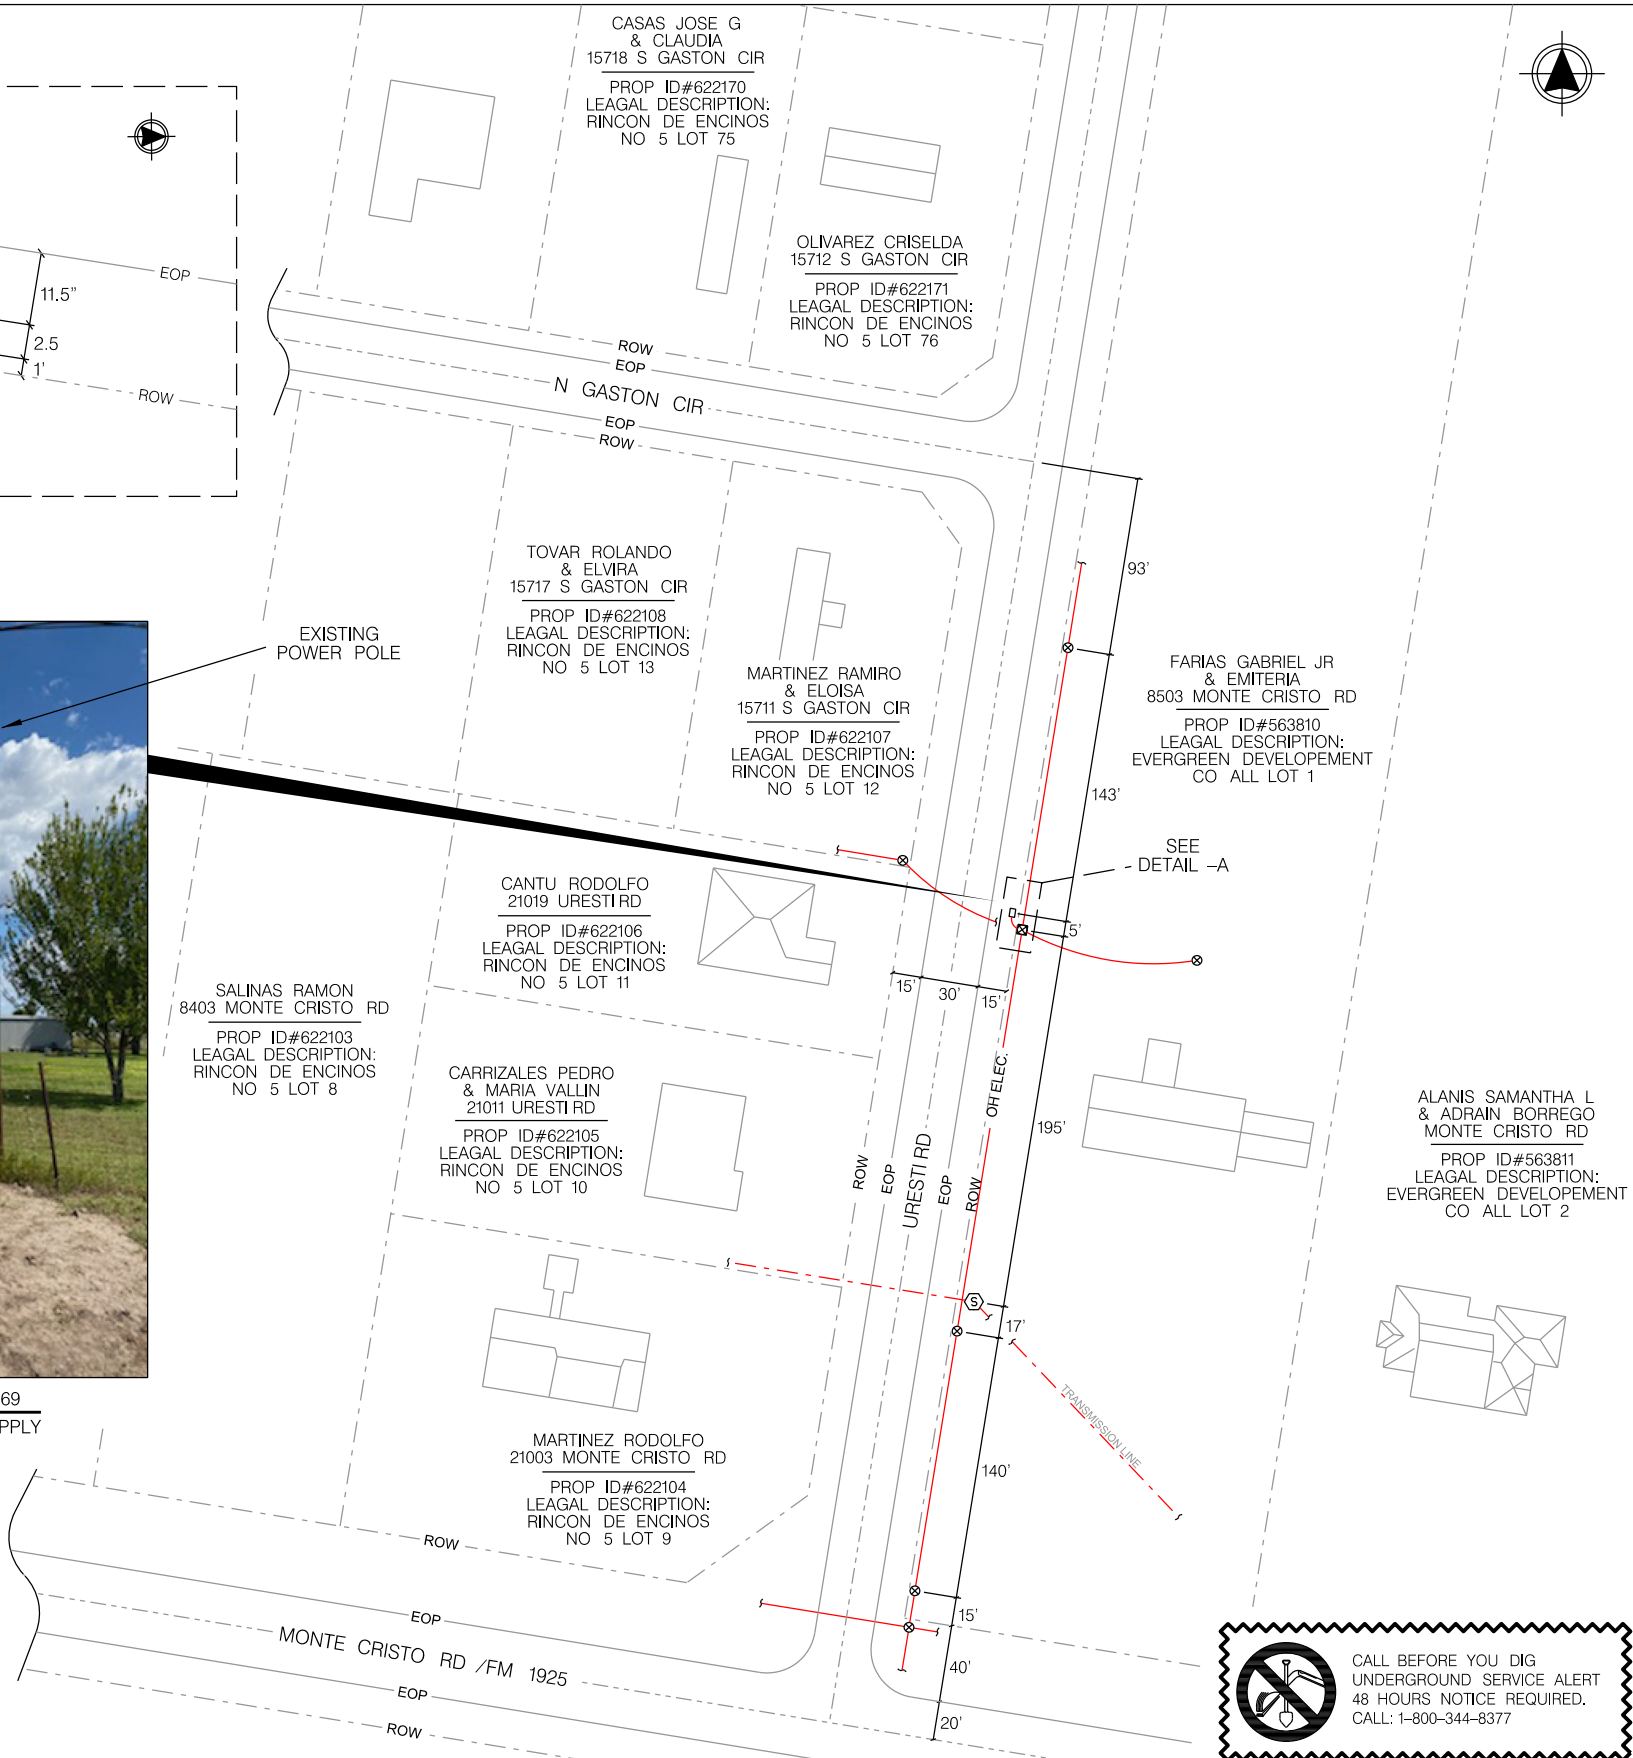 CASAS JOSE G
& CLAUDIA
15718 S GASTON CIR
PROP ID#622170
LEAGAL DESCRIPTION:
RINCON DE ENCINOS
NO 5 LOT 75
OLIVAREZ CRISELDA
15712 S GASTON CIR
PROP ID#622171
LEAGAL DESCRIPTION:
RINCON DE ENCINOS
NO 5 LOT 76
EOP
11.5"
2.5
1'
ROW
ROW
EOP
N GASTON CIR
EOP
ROW
TOVAR ROLANDO
& ELVIRA
15717 S GASTON CIR
PROP ID#622108
LEAGAL DESCRIPTION:
RINCON DE ENCINOS
NO 5 LOT 13
EXISTING
POWER POLE
MARTINEZ RAMIRO
& ELOISA
15711 S GASTON CIR
PROP ID#622107
LEAGAL DESCRIPTION:
RINCON DE ENCINOS
NO 5 LOT 12
93'
FARIAS GABRIEL JR
& EMITERIA
8503 MONTE CRISTO RD
PROP ID#563810
LEAGAL DESCRIPTION:
EVERGREEN DEVELOPEMENT
CO ALL LOT 1
143'
SEE
DETAIL -A
5'
CANTU RODOLFO
21019 URESTI RD
PROP ID#622106
LEAGAL DESCRIPTION:
RINCON DE ENCINOS
NO 5 LOT 11
15'
30'
15'
SALINAS RAMON
8403 MONTE CRISTO RD
PROP ID#622103
LEAGAL DESCRIPTION:
RINCON DE ENCINOS
NO 5 LOT 8
CARRIZALES PEDRO
& MARIA VALLIN
21011 URESTI RD
PROP ID#622105
LEAGAL DESCRIPTION:
RINCON DE ENCINOS
NO 5 LOT 10
ROW
EOP
URESTI RD
EOP
ROW
OH ELEC.
195'
ALANIS SAMANTHA L
& ADRAIN BORREGO
MONTE CRISTO RD
PROP ID#563811
LEAGAL DESCRIPTION:
EVERGREEN DEVELOPEMENT
CO ALL LOT 2
S
17'
TRANSMISSION LINE
140'
69
PPLY
MARTINEZ RODOLFO
21003 MONTE CRISTO RD
PROP ID#622104
LEAGAL DESCRIPTION:
RINCON DE ENCINOS
NO 5 LOT 9
ROW
EOP
MONTE CRISTO RD /FM 1925
EOP
ROW
15'
40'
20'
CALL BEFORE YOU DIG
UNDERGROUND SERVICE ALERT
48 HOURS NOTICE REQUIRED.
CALL: 1-800-344-8377